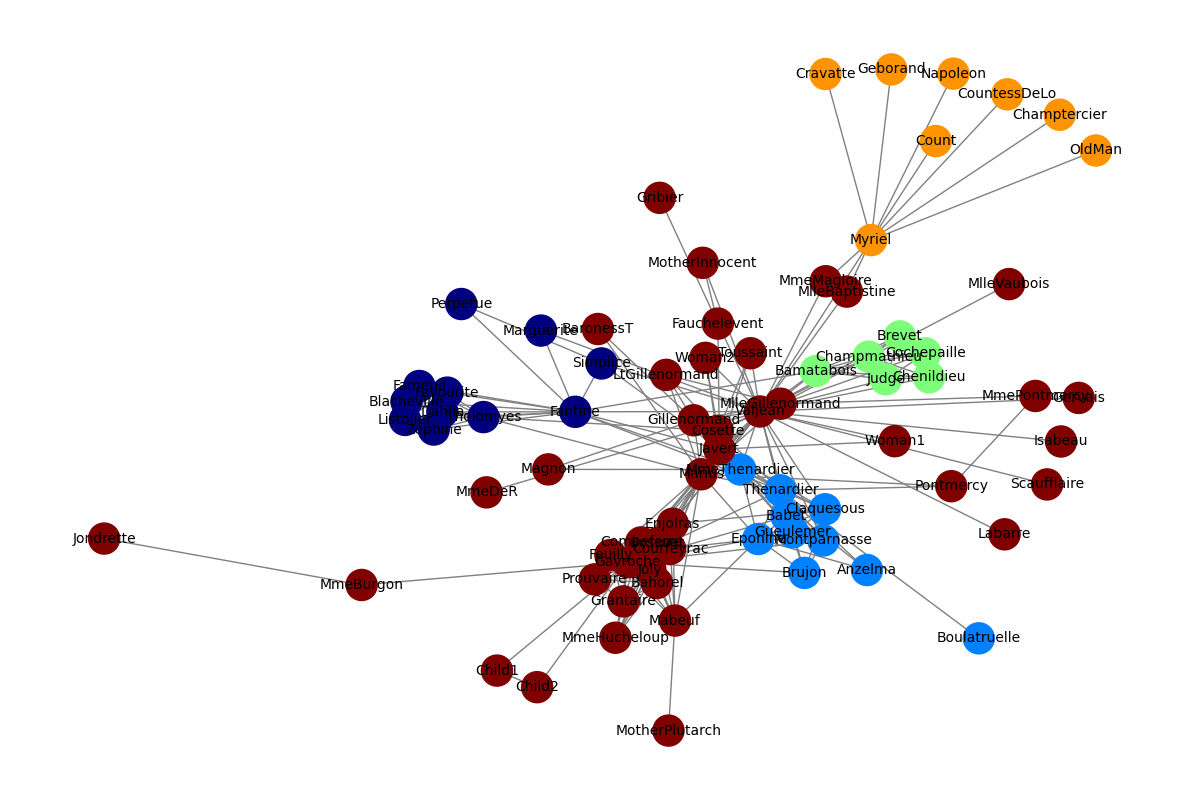 Cravatte
Geborand
Napoleon
CountessDeLo
Champtercier
Count
OldMan
Gribier
Myriel
MotherInnocent
MmeMagloire
MlleBaptistine
MlleVaubois
Perpetue
Marguerite
BaronessT
Fauchelevent
Brevet
Simplice
Woman2
Toussaint
Champmathieu
Cochepaille
LtGillenormand
Bamatabois
Judge
Chenildieu
Fameuil
Favourite
Blacheville
MmePontmercy
Gervais
Listolier
Dahlia
Tholomyes
Zephine
Fantine
Gillenormand
MlleGillenormand
Valjean
Cosette
Javert
Woman1
Isabeau
Magnon
Marius
MmeThenardier
MmeDeR
Thenardier
Pontmercy
Scaufflaire
Claquesous
Babet
Enjolras
Gueulemer
Labarre
Jondrette
Combeferre
Bossuet
Courfeyrac
Eponine
Montparnasse
Feuilly
Gavroche
Joly
Brujon
Anzelma
MmeBurgon
Prouvaire
Bahorel
Grantaire
Mabeuf
MmeHucheloup
Boulatruelle
Child1
Child2
MotherPlutarch